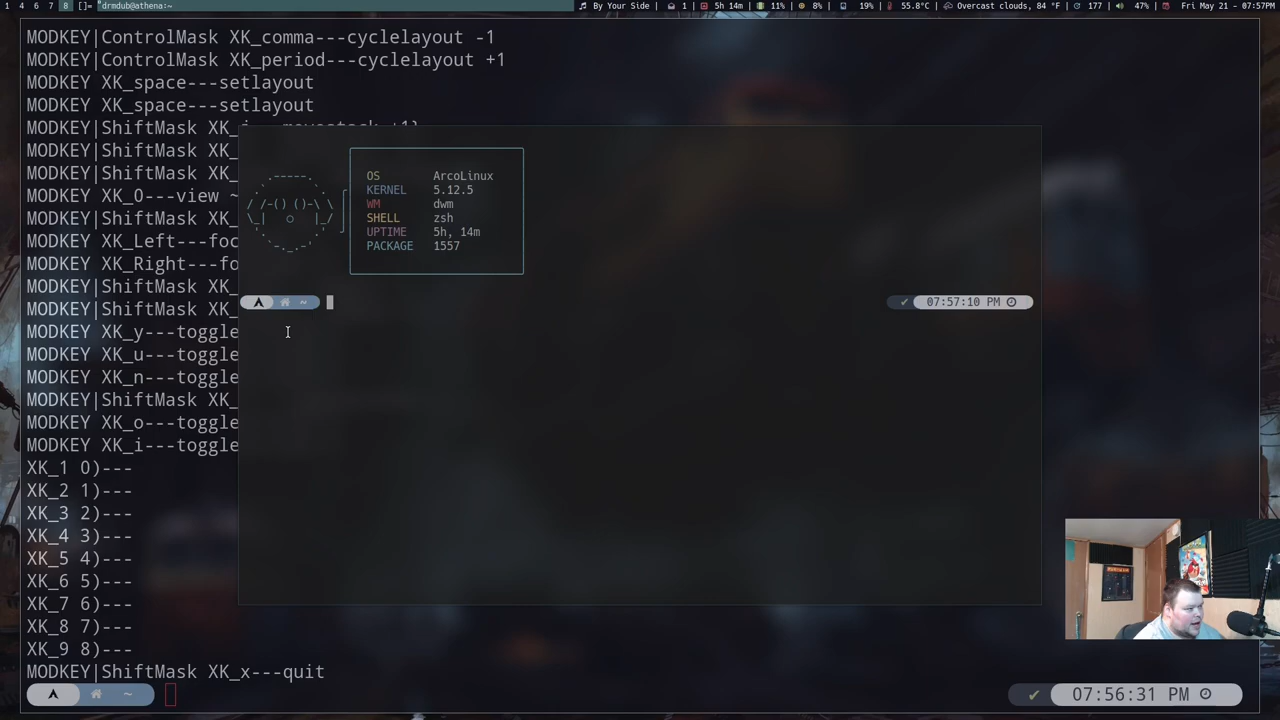 1 4 6 7 8 []= drmdub@athena:~ By Your Side | 1 | 5h 14m | 11% | 8% | 19% | 55.8°C | Overcast clouds, 84 °F | 177 | 47% | Fri May 21 - 07:57PM
MODKEY|ControlMask XK_comma---cyclelayout -1
MODKEY|ControlMask XK_period---cyclelayout +1
MODKEY XK_space---setlayout
MODKEY XK_space---setlayout
MODKEY|ShiftMask XK_j---movestack +1}
MODKEY|ShiftMask XK_
MODKEY|ShiftMask XK_
MODKEY XK_0---view ~
MODKEY|ShiftMask XK_
MODKEY XK_Left---foc
MODKEY XK_Right---fo
MODKEY|ShiftMask XK_
MODKEY|ShiftMask XK_
MODKEY XK_y---toggle
MODKEY XK_u---toggle
MODKEY XK_n---toggle
MODKEY|ShiftMask XK_
MODKEY XK_o---toggle
MODKEY XK_i---toggle
XK_1 0)---
XK_2 1)---
XK_3 2)---
XK_4 3)---
XK_5 4)---
XK_6 5)---
XK_7 6)---
XK_8 7)---
XK_9 8)---
MODKEY|ShiftMask XK_x---quit
~ ✔ 07:56:31 PM
OS ArcoLinux
KERNEL 5.12.5
WM dwm
SHELL zsh
UPTIME 5h, 14m
PACKAGE 1557
~ ✔ 07:57:10 PM